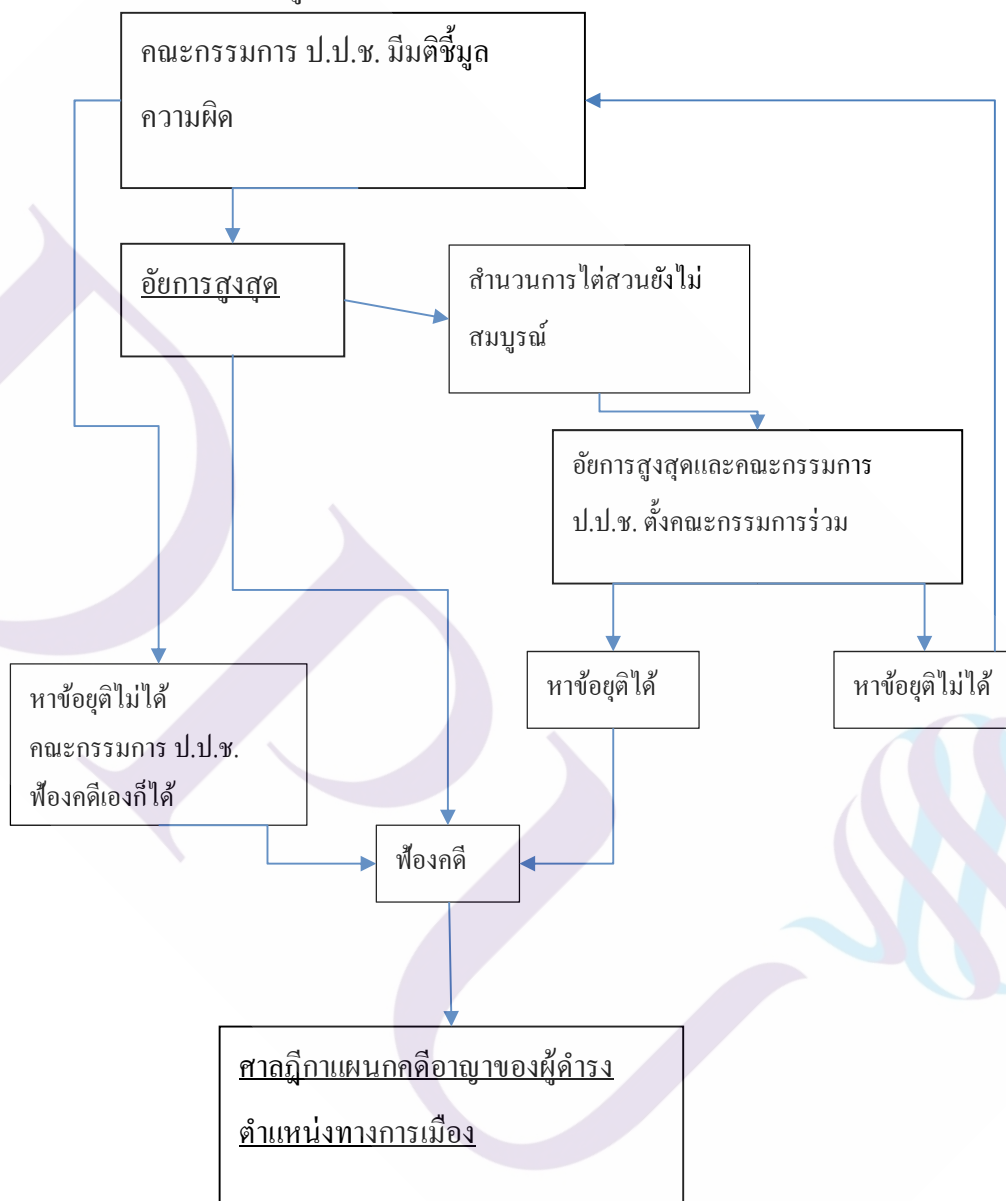 คณะกรรมการ ป.ป.ช. มีมติชี้มูล
ความผิด
อัยการสูงสุด
สำนวนการไต่สวนยังไม่
สมบูรณ์
อัยการสูงสุดและคณะกรรมการ
ป.ป.ช. ตั้งคณะกรรมการร่วม
หาข้อยุติไม่ได้
คณะกรรมการ ป.ป.ช.
ฟ้องคดีเองก็ได้
หาข้อยุติได้
หาข้อยุติไม่ได้
ฟ้องคดี
ศาลฎีกาแผนกคดีอาญาของผู้ดำรง
ตำแหน่งทางการเมือง